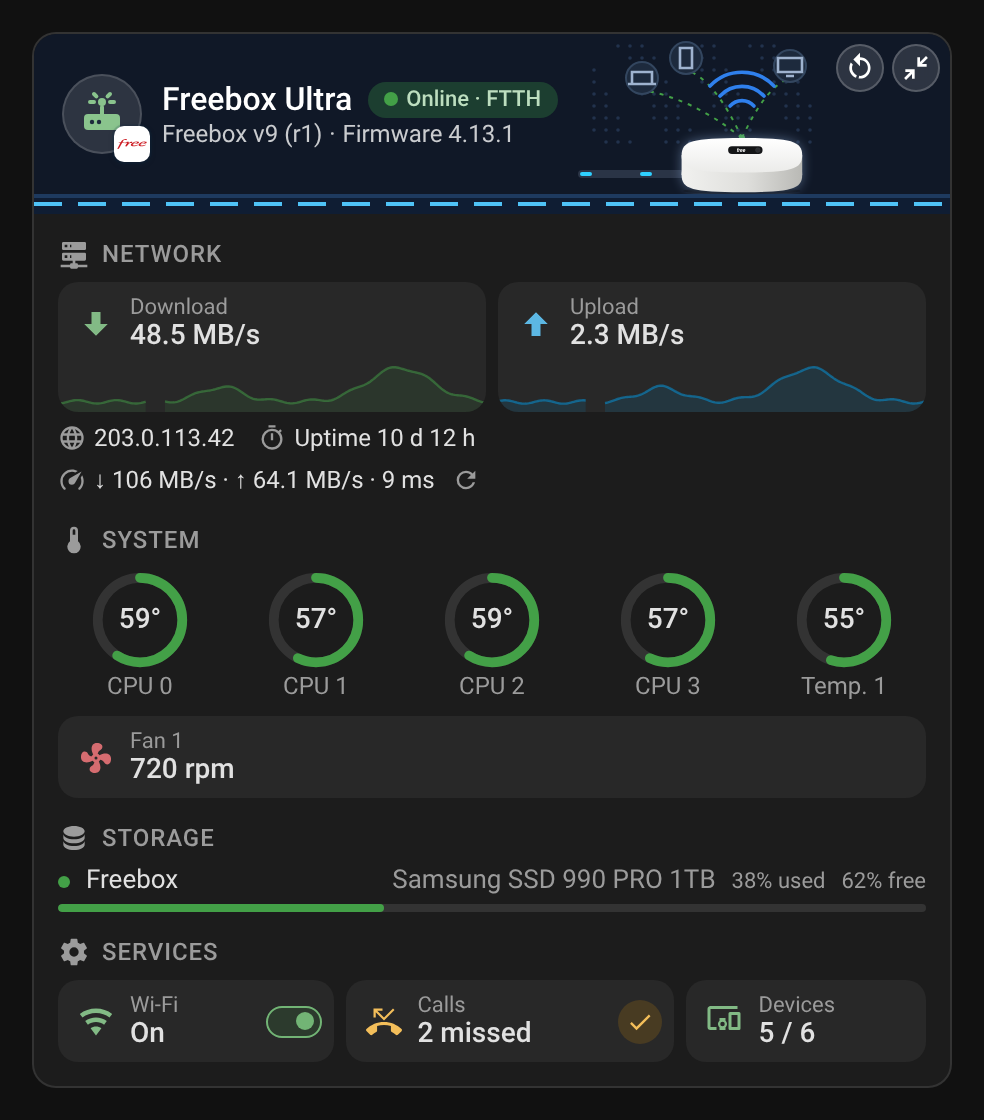 Freebox Ultra
Online · FTTH
free
Freebox v9 (r1) · Firmware 4.13.1
free
NETWORK
Download
48.5 MB/s
Upload
2.3 MB/s
203.0.113.42 Uptime 10 d 12 h
↓ 106 MB/s · ↑ 64.1 MB/s · 9 ms
SYSTEM
59° 57° 59° 57° 55°
CPU 0 CPU 1 CPU 2 CPU 3 Temp. 1
Fan 1
720 rpm
STORAGE
Freebox Samsung SSD 990 PRO 1TB 38% used 62% free
SERVICES
Wi-Fi
On
Calls
2 missed
Devices
5 / 6